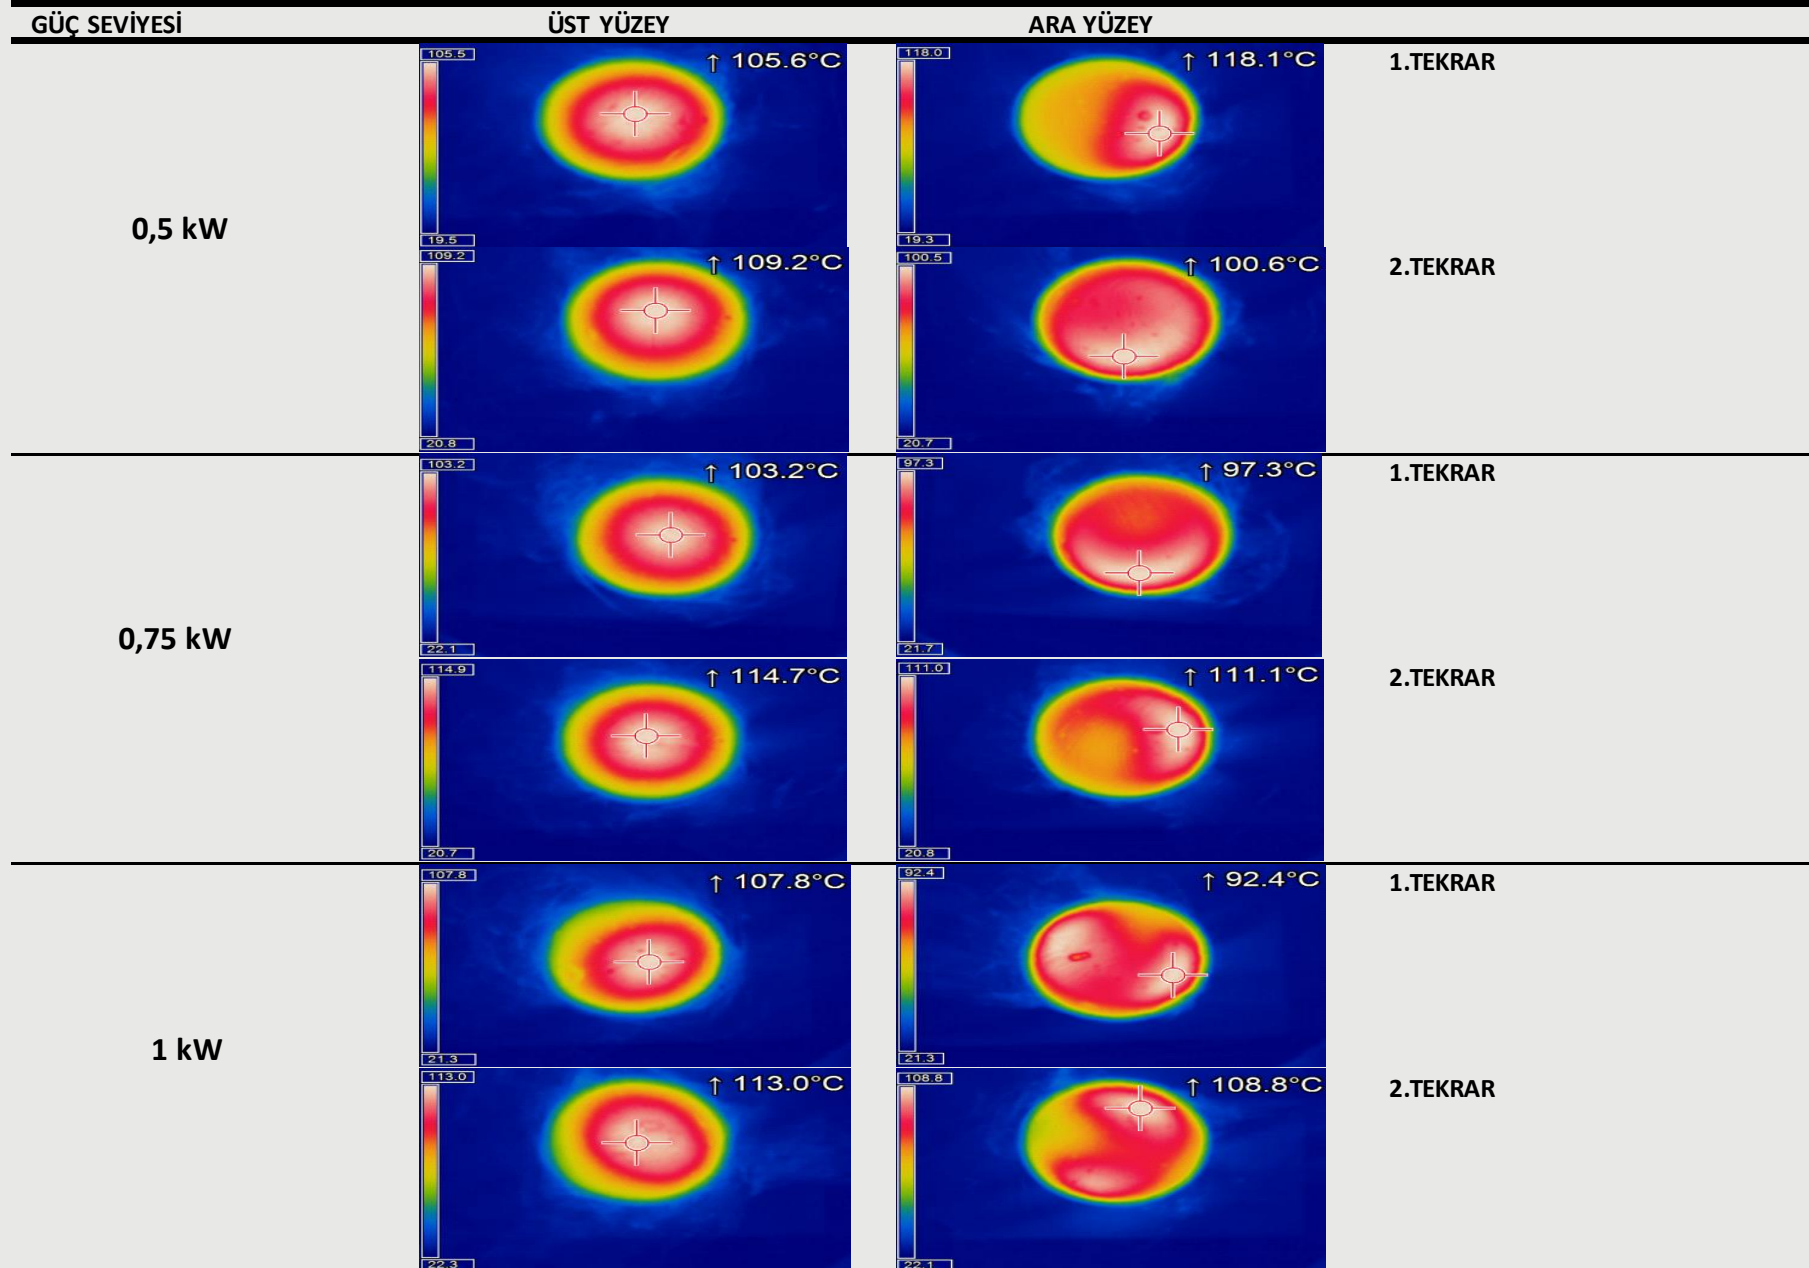 GÜÇ SEVİYESİ ÜST YÜZEY ARA YÜZEY
105.5 ↑ 105.6°C 118.0 ↑ 118.1°C 1.TEKRAR
0,5 kW
19.5 19.3
109.2 ↑ 109.2°C 100.5 ↑ 100.6°C 2.TEKRAR
20.8 20.7
103.2 ↑ 103.2°C 97.3 ↑ 97.3°C 1.TEKRAR
0,75 kW
22.1 21.7
114.9 ↑ 114.7°C 111.0 ↑ 111.1°C 2.TEKRAR
20.7 20.8
107.8 ↑ 107.8°C 92.4 ↑ 92.4°C 1.TEKRAR
1 kW
21.3 21.3
113.0 ↑ 113.0°C 108.8 ↑ 108.8°C 2.TEKRAR
22.3 22.1